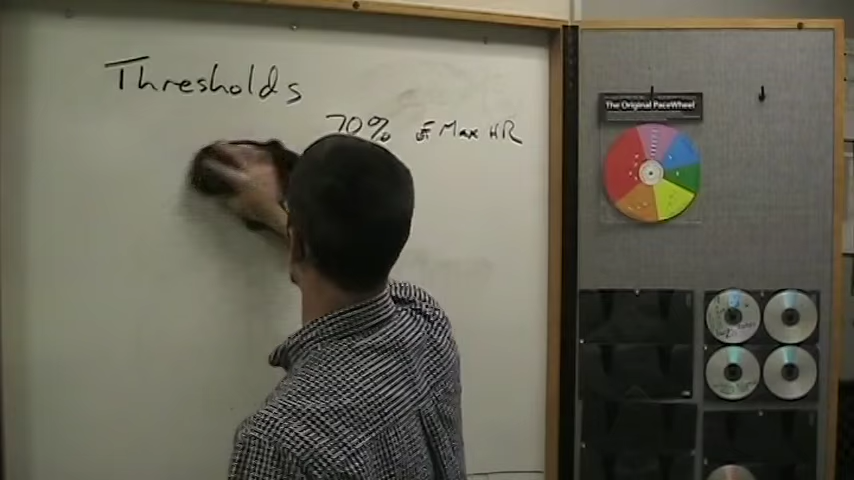 Thresholds
70% of Max HR
The Original PaceWheel